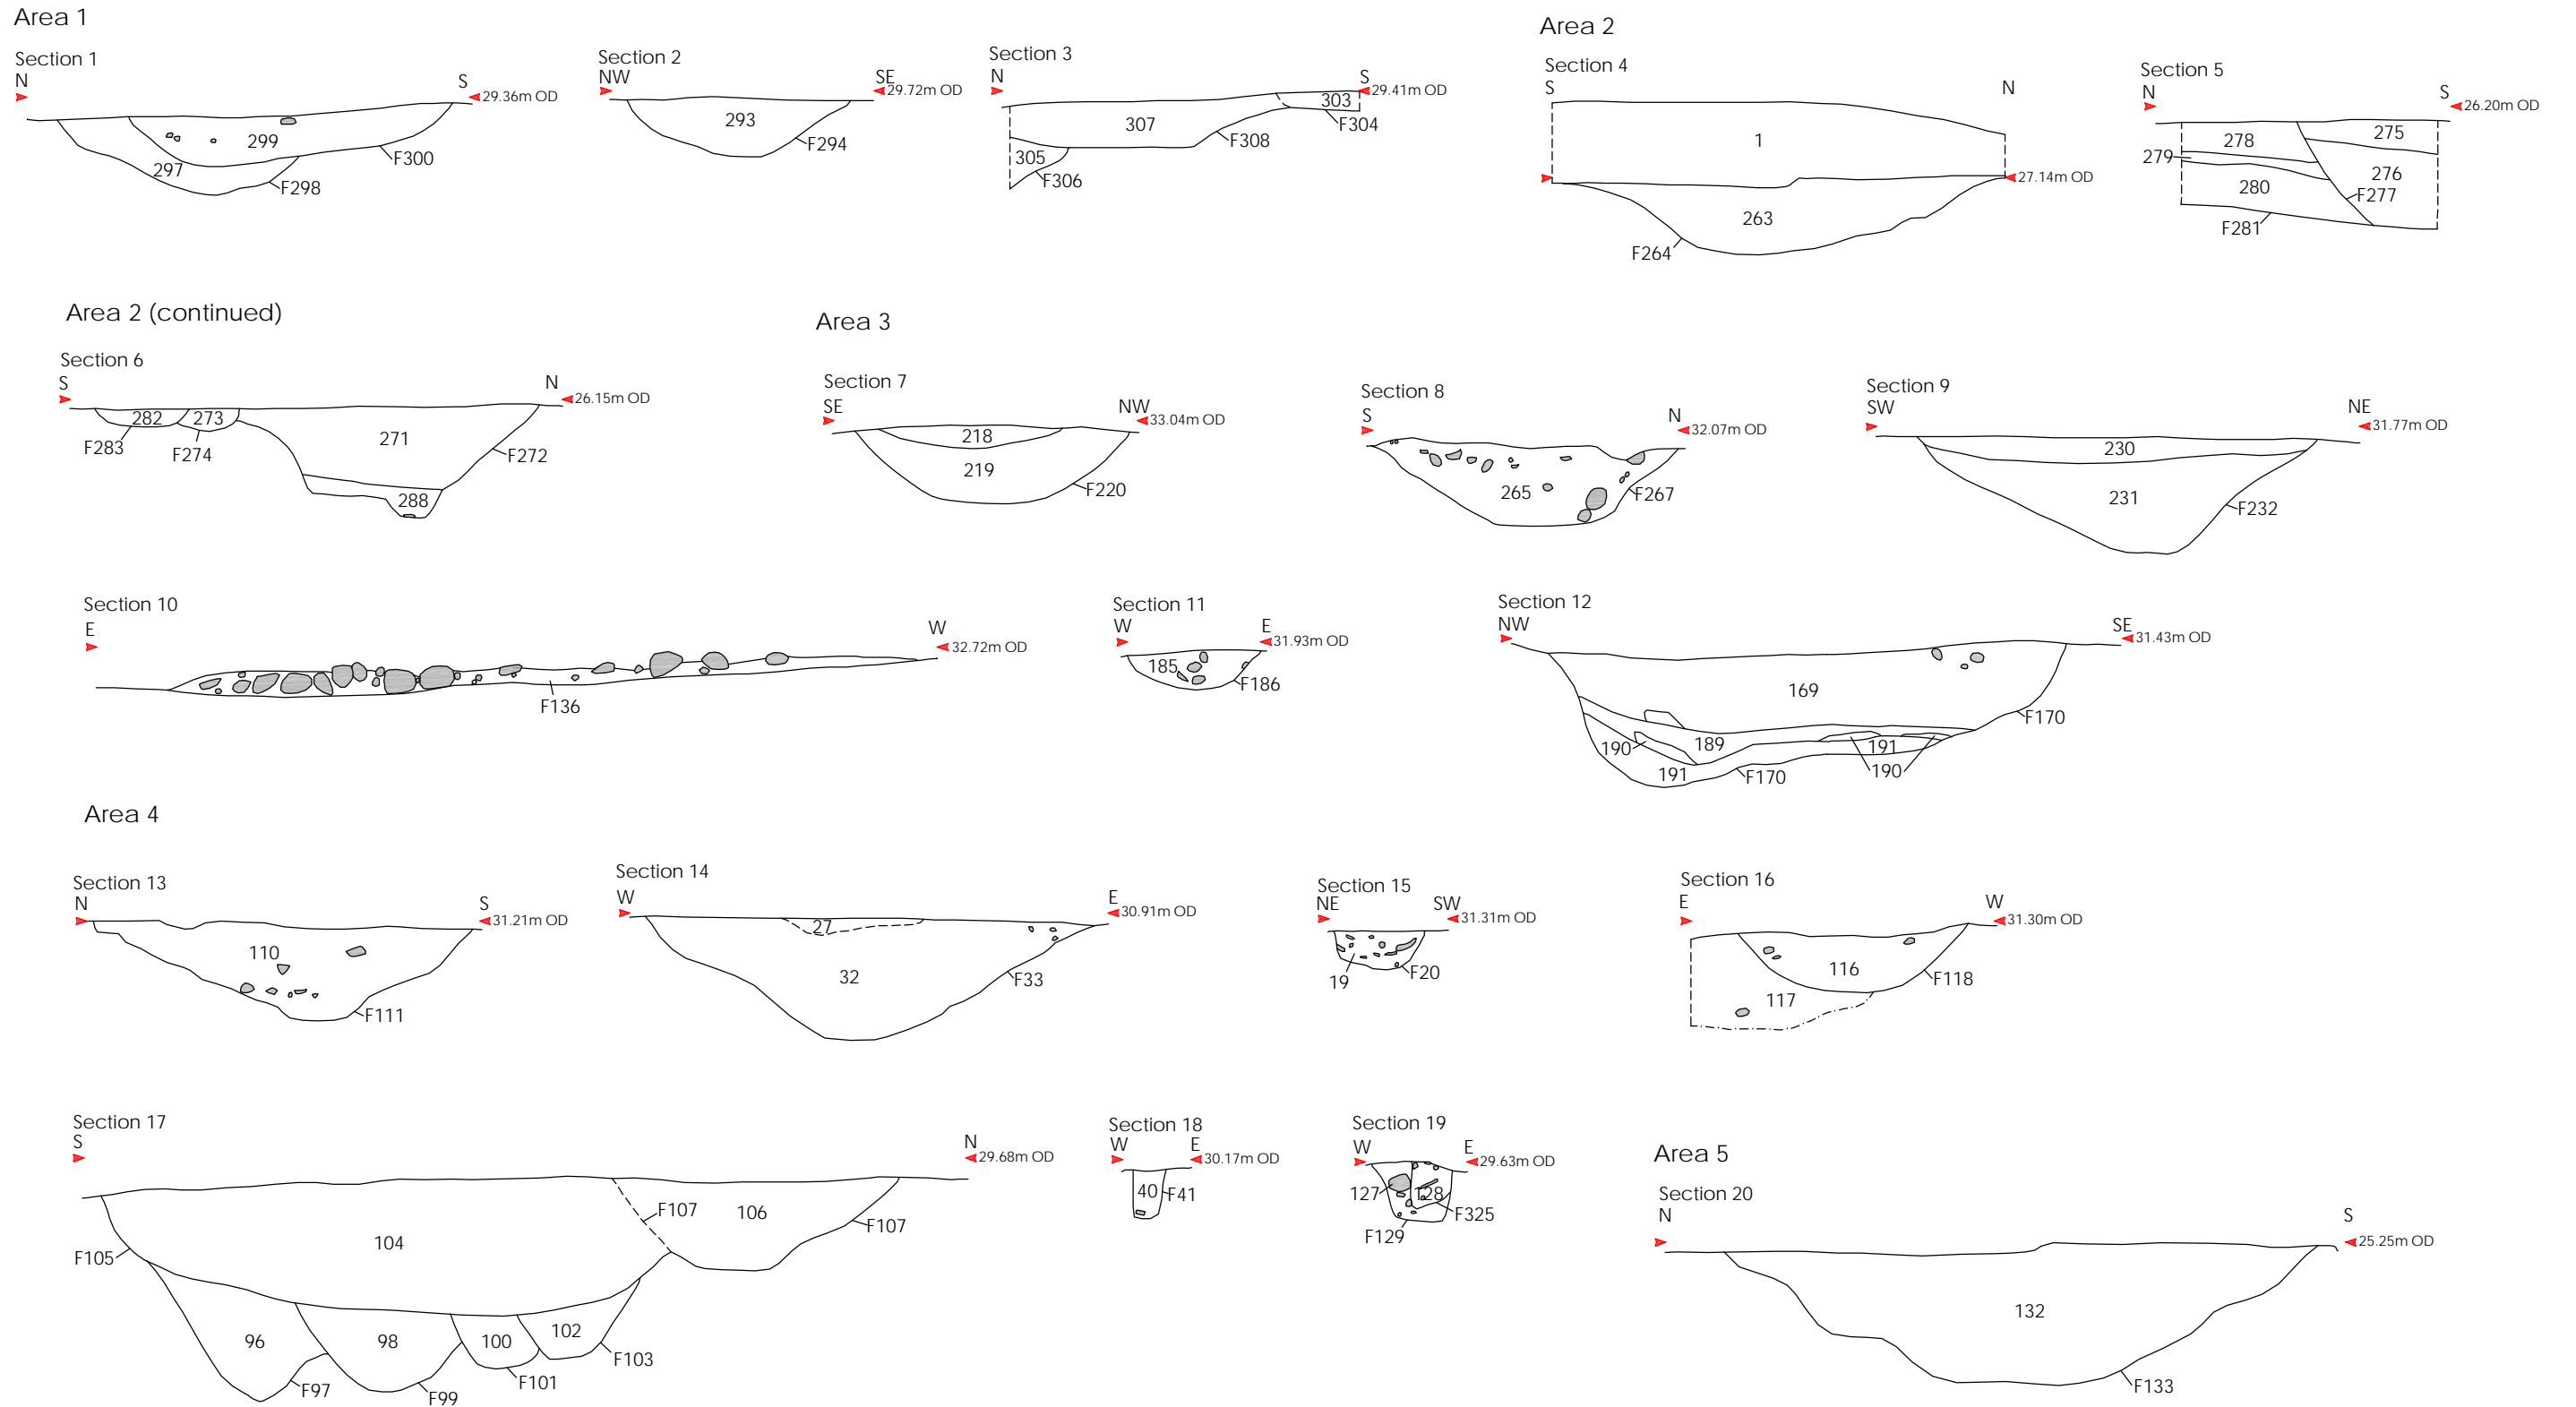 Area 1
Section 1
N
S
29.36m OD
299
297
F300
F298
Section 2
NW
SE
29.72m OD
293
F294
Section 3
N
S
29.41m OD
303
307
F304
F308
305
F306
Area 2
Section 4
S
N
1
27.14m OD
263
F264
Section 5
N
S
26.20m OD
278
275
279
276
280
F277
F281
Area 2 (continued)
Section 6
S
N
26.15m OD
282
273
271
F283
F274
F272
288
Area 3
Section 7
SE
NW
33.04m OD
218
219
F220
Section 8
S
N
32.07m OD
265
F267
Section 9
SW
NE
31.77m OD
230
231
F232
Section 10
E
W
32.72m OD
F136
Section 11
W
E
31.93m OD
185
F186
Section 12
NW
SE
31.43m OD
169
F170
190
189
191
191
F170
190
Area 4
Section 13
N
S
31.21m OD
110
F111
Section 14
W
E
30.91m OD
27
32
F33
Section 15
NE
SW
31.31m OD
19
F20
Section 16
E
W
31.30m OD
116
F118
117
Section 17
S
N
29.68m OD
F107
106
F107
104
F105
96
98
100
102
F103
F101
F97
F99
Section 18
W
E
30.17m OD
40
F41
Section 19
W
E
29.63m OD
127
128
F325
F129
Area 5
Section 20
N
S
25.25m OD
132
F133